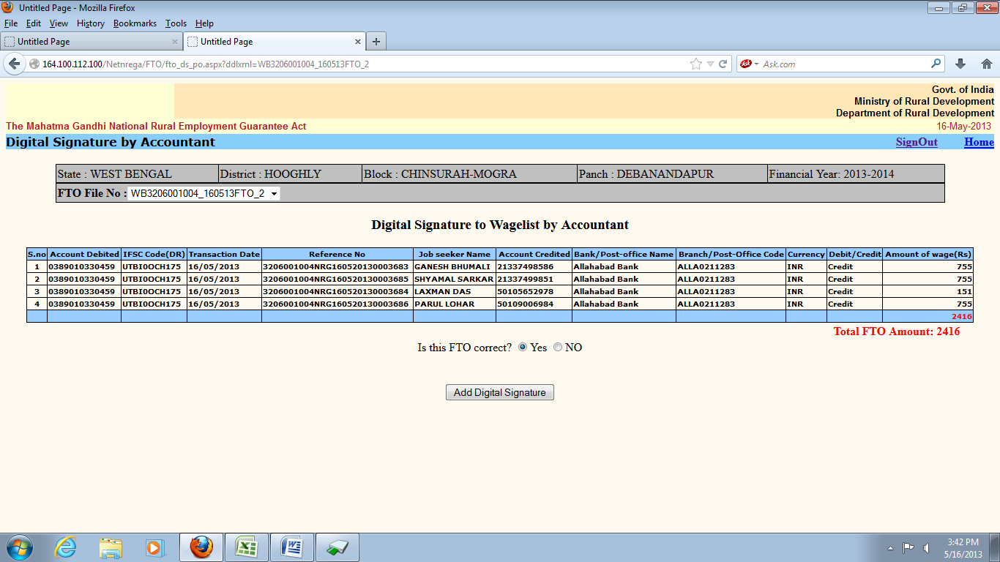 Untitled Page - Mozilla Firefox
File Edit View History Bookmarks Tools Help
Untitled Page Untitled Page
164.100.112.100/Netnrega/FTO/fto_ds_po.aspx?ddlxml=WB3206001004_160513FTO_2 Ask Ask.com
Govt. of India
Ministry of Rural Development
Department of Rural Development
The Mahatma Gandhi National Rural Employment Guarantee Act 16-May-2013
Digital Signature by Accountant SignOut Home
State : WEST BENGAL District : HOOGHLY Block : CHINSURAH-MOGRA Panch : DEBANANDAPUR Financial Year: 2013-2014
FTO File No : WB3206001004_160513FTO_2
Digital Signature to Wagelist by Accountant
S.no Account Debited IFSC Code(DR) Transaction Date Reference No Job seeker Name Account Credited Bank/Post-office Name Branch/Post-Office Code Currency Debit/Credit Amount of wage(Rs)
1 0389010330459 UTBI0OCH175 16/05/2013 3206001004NRG160520130003683 GANESH BHUMALI 21337498586 Allahabad Bank ALLA0211283 INR Credit 755
2 0389010330459 UTBI0OCH175 16/05/2013 3206001004NRG160520130003685 SHYAMAL SARKAR 21337499851 Allahabad Bank ALLA0211283 INR Credit 755
3 0389010330459 UTBI0OCH175 16/05/2013 3206001004NRG160520130003684 LAXMAN DAS 50105652978 Allahabad Bank ALLA0211283 INR Credit 151
4 0389010330459 UTBI0OCH175 16/05/2013 3206001004NRG160520130003686 PARUL LOHAR 50109006984 Allahabad Bank ALLA0211283 INR Credit 755
2416
Total FTO Amount: 2416
Is this FTO correct? Yes NO
Add Digital Signature
3:42 PM
5/16/2013